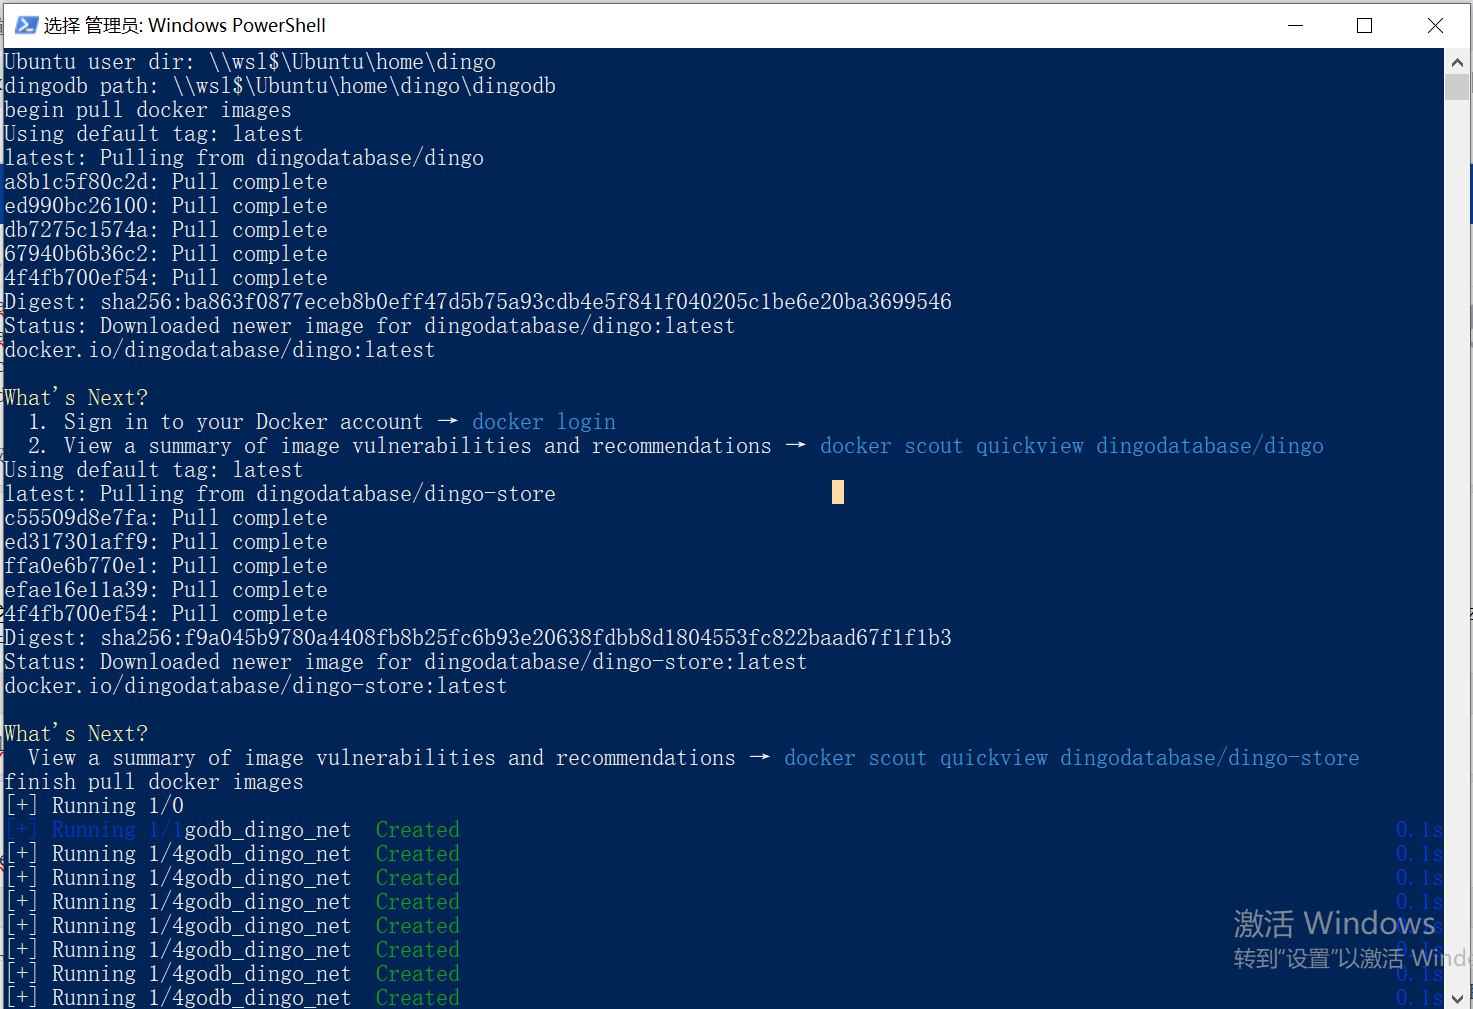 选择 管理员: Windows PowerShell
Ubuntu user dir: \\wsl$\Ubuntu\home\dingo
dingodb path: \\wsl$\Ubuntu\home\dingo\dingodb
begin pull docker images
Using default tag: latest
latest: Pulling from dingodatabase/dingo
a8b1c5f80c2d: Pull complete
ed990bc26100: Pull complete
db7275c1574a: Pull complete
67940b6b36c2: Pull complete
4f4fb700ef54: Pull complete
Digest: sha256:ba863f0877eceb8b0eff47d5b75a93cdb4e5f841f040205c1be6e20ba3699546
Status: Downloaded newer image for dingodatabase/dingo:latest
docker.io/dingodatabase/dingo:latest
What's Next?
1. Sign in to your Docker account → docker login
2. View a summary of image vulnerabilities and recommendations → docker scout quickview dingodatabase/dingo
Using default tag: latest
latest: Pulling from dingodatabase/dingo-store
c55509d8e7fa: Pull complete
ed317301aff9: Pull complete
ffa0e6b770e1: Pull complete
efae16e11a39: Pull complete
4f4fb700ef54: Pull complete
Digest: sha256:f9a045b9780a4408fb8b25fc6b93e20638fdbb8d1804553fc822baad67f1f1b3
Status: Downloaded newer image for dingodatabase/dingo-store:latest
docker.io/dingodatabase/dingo-store:latest
What's Next?
View a summary of image vulnerabilities and recommendations → docker scout quickview dingodatabase/dingo-store
finish pull docker images
[+] Running 1/0
[+] Running 1/1godb_dingo_net Created 0.1s
[+] Running 1/4godb_dingo_net Created 0.1s
[+] Running 1/4godb_dingo_net Created 0.1s
[+] Running 1/4godb_dingo_net Created 0.1s
[+] Running 1/4godb_dingo_net Created 0.1s
[+] Running 1/4godb_dingo_net Created 0.1s
[+] Running 1/4godb_dingo_net Created 0.1s
[+] Running 1/4godb_dingo_net Created 0.1s
激活 Windows
转到“设置”以激活 Wind